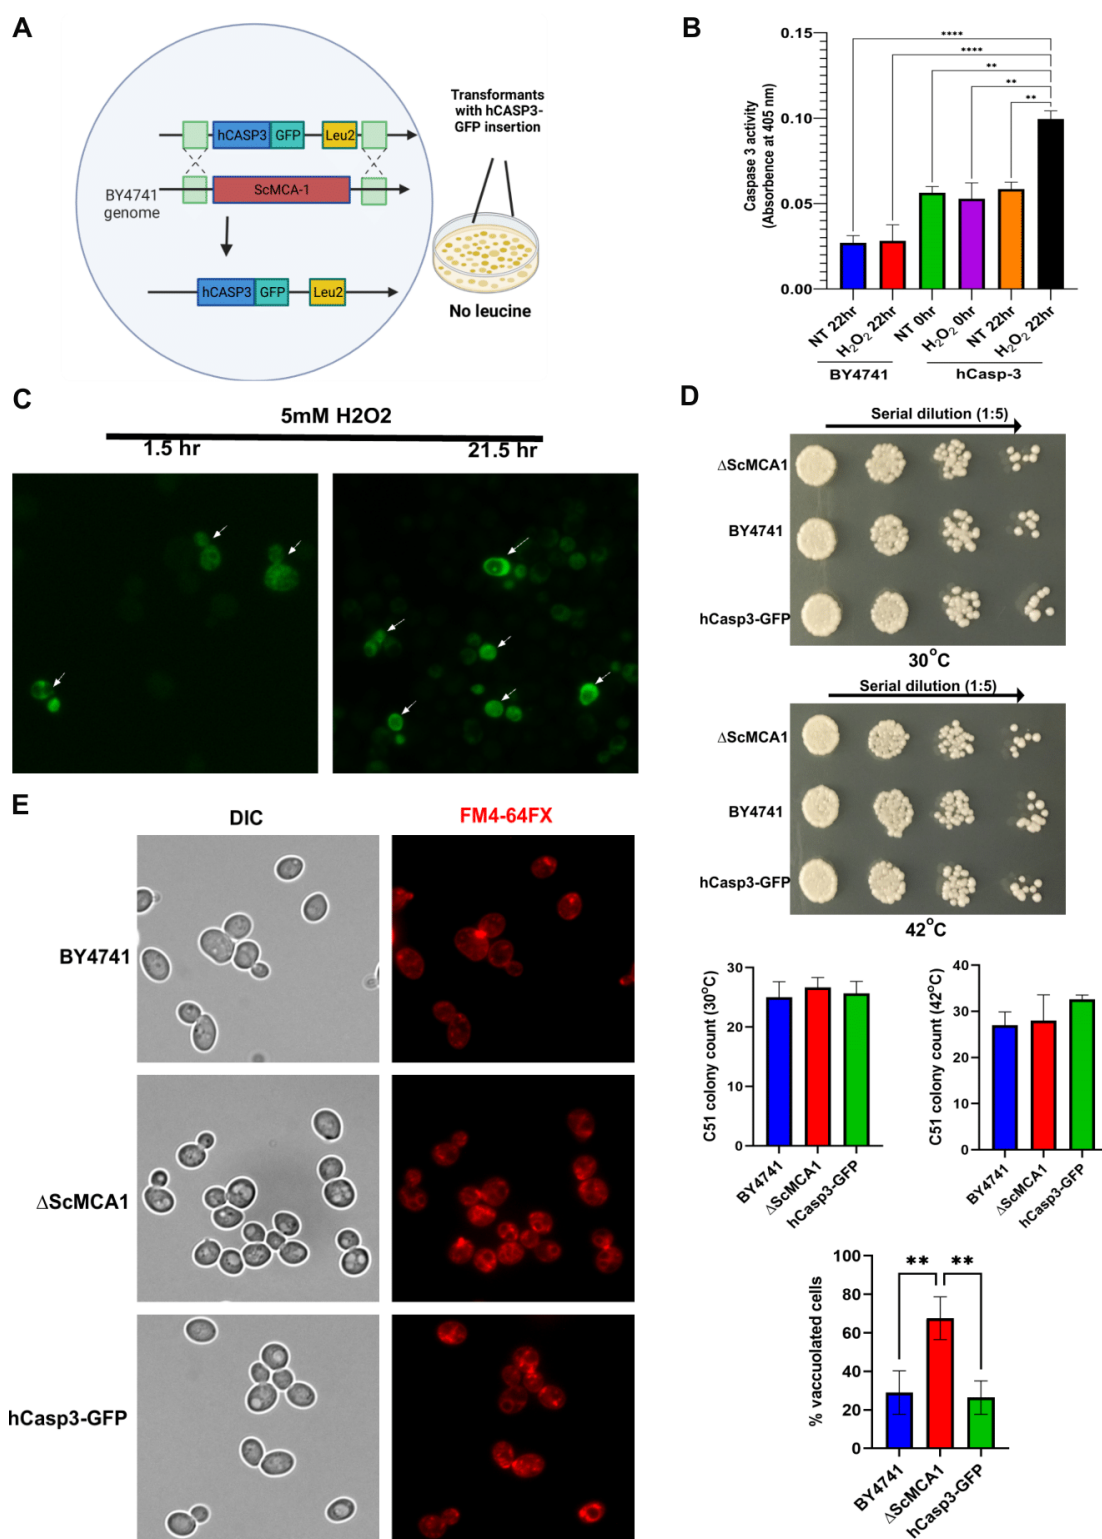 A
hCASP3
GFP
Leu2
BY4741
genome
ScMCA-1
hCASP3
GFP
Leu2
Transformants
with hCASP3-
GFP insertion
No leucine
B
Caspase 3 activity
(Absorbence at 405 nm)
0.15
0.10
0.05
0.00
****
****
**
**
**
NT 22hr
H₂O₂ 22hr
NT 0hr
H₂O₂ 0hr
NT 22hr
H₂O₂ 22hr
BY4741
hCasp-3
C
5mM H2O2
1.5 hr
21.5 hr
D
Serial dilution (1:5)
ΔScMCA1
BY4741
hCasp3-GFP
30°C
Serial dilution (1:5)
ΔScMCA1
BY4741
hCasp3-GFP
42°C
C51 colony count (30°C)
30
20
10
0
BY4741
ΔScMCA1
hCasp3-GFP
C51 colony count (42°C)
40
30
20
10
0
BY4741
ΔScMCA1
hCasp3-GFP
E
DIC
FM4-64FX
BY4741
ΔScMCA1
hCasp3-GFP
% vaccuolated cells
100
80
60
40
20
0
**
**
BY4741
ΔScMCA1
hCasp3-GFP